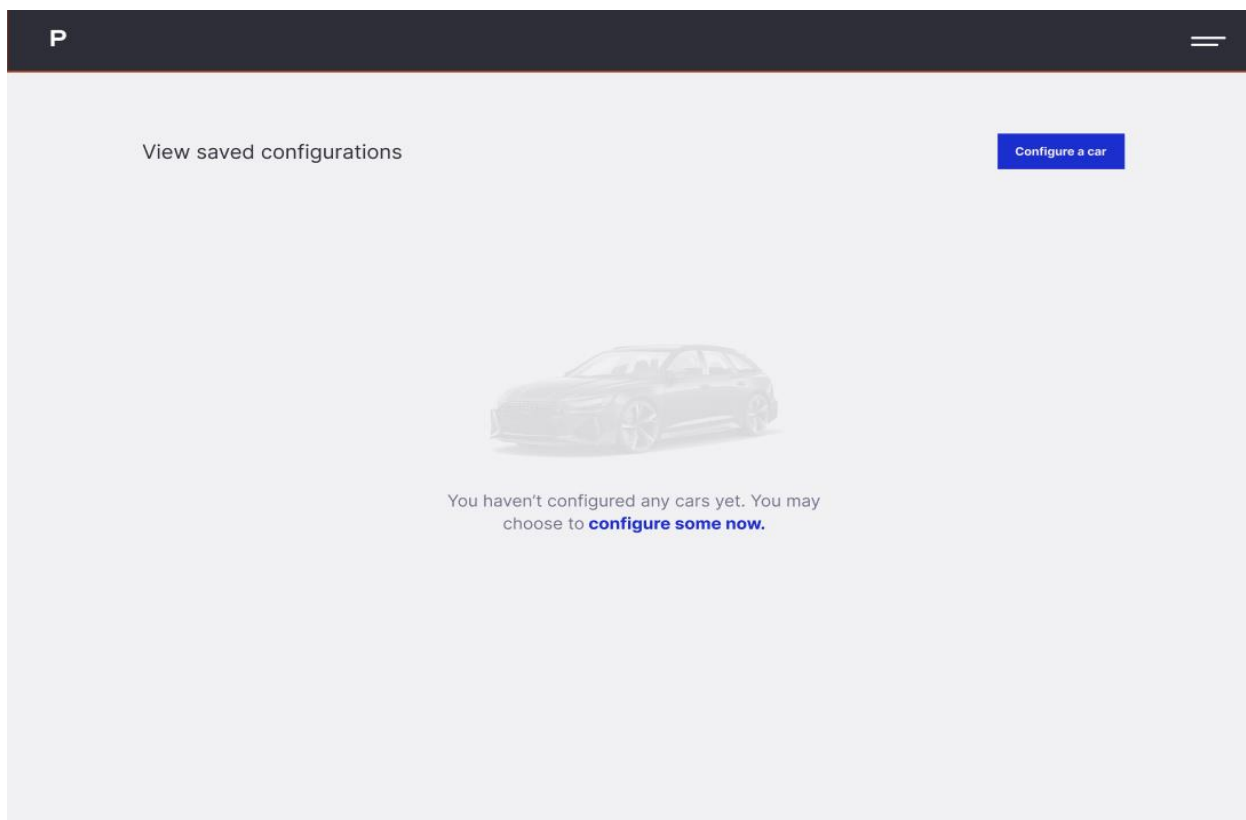 P
View saved configurations
Configure a car
You haven’t configured any cars yet. You may
choose to configure some now.